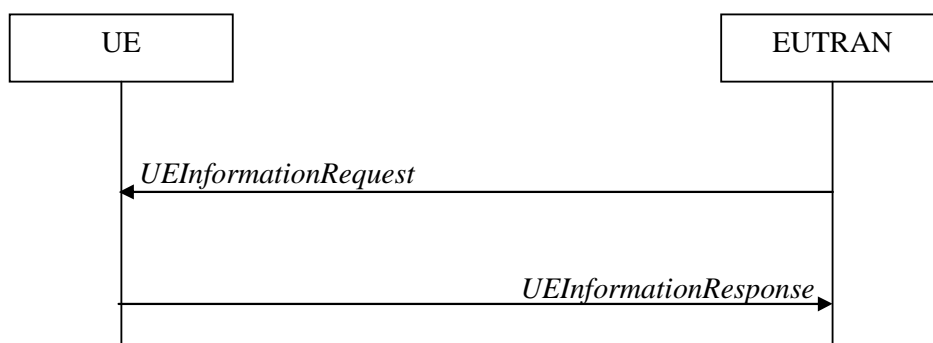 UE
EUTRAN
UEInformationRequest
UEInformationResponse